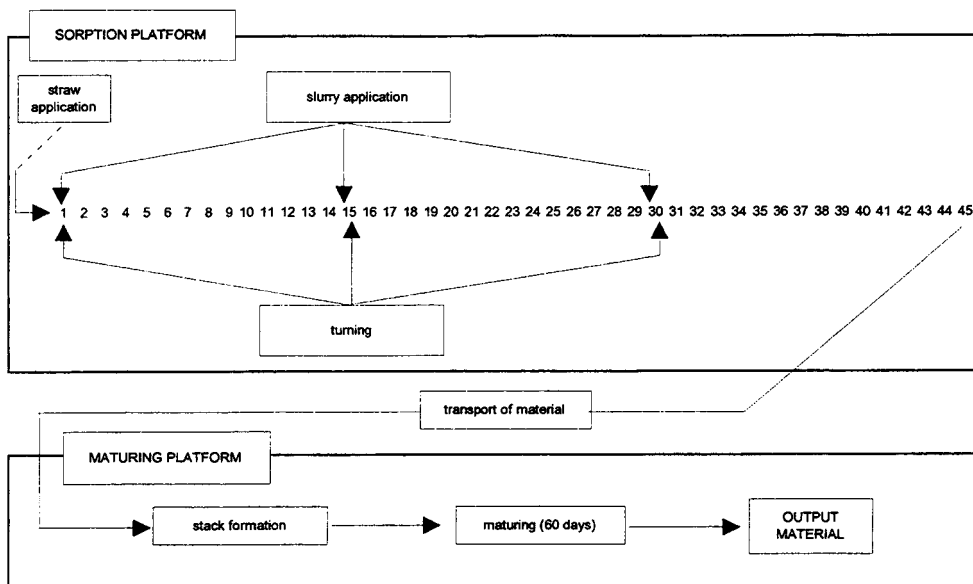 SORPTION PLATFORM
straw
application
slurry application
1 2 3 4 5 6 7 8 9 10 11 12 13 14 15 16 17 18 19 20 21 22 23 24 25 26 27 28 29 30 31 32 33 34 35 36 37 38 39 40 41 42 43 44 45
turning
transport of material
MATURING PLATFORM
stack formation
maturing (60 days)
OUTPUT
MATERIAL